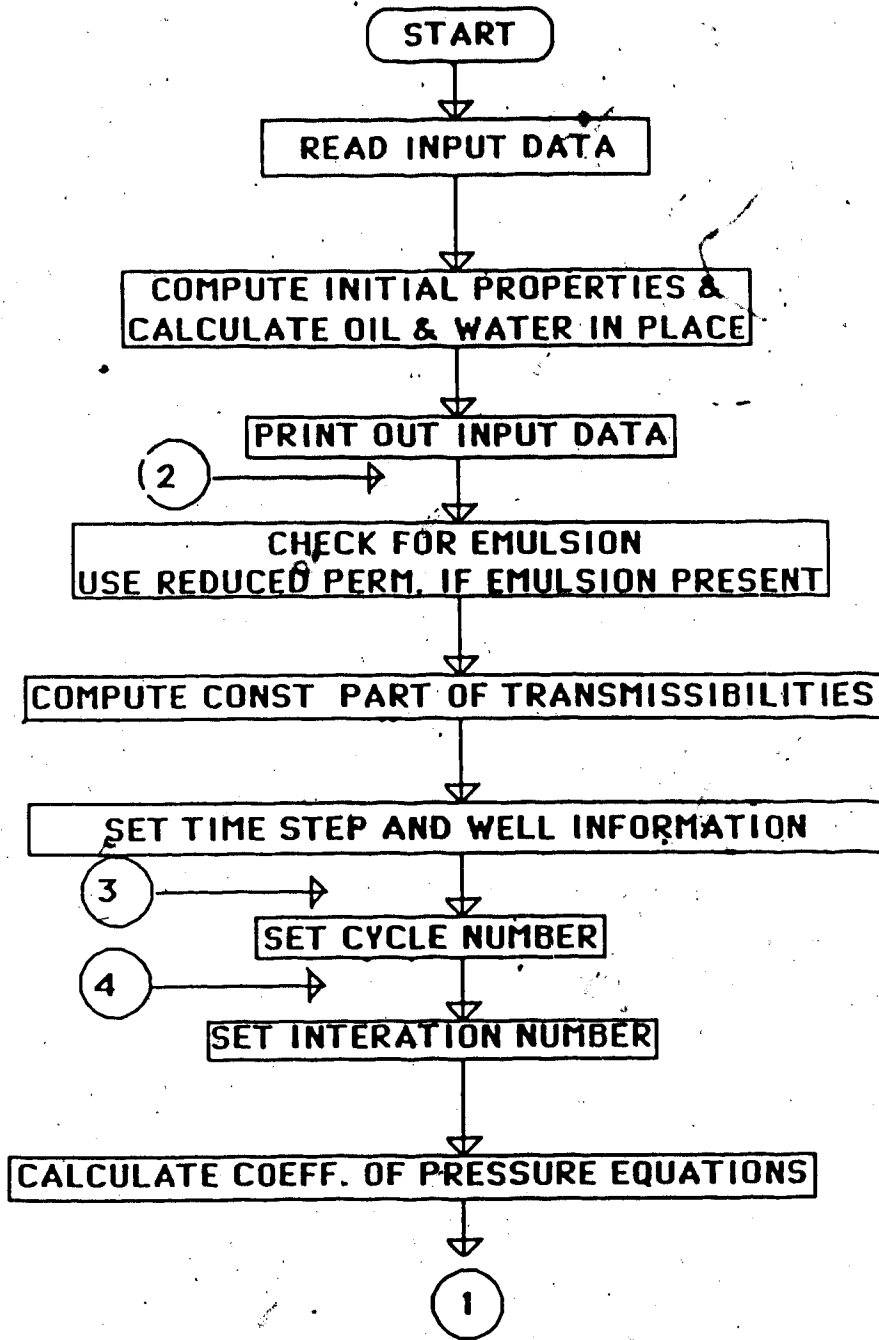 START
READ INPUT DATA
COMPUTE INITIAL PROPERTIES &
CALCULATE OIL & WATER IN PLACE
PRINT OUT INPUT DATA
2
CHECK FOR EMULSION
USE REDUCED PERM. IF EMULSION PRESENT
COMPUTE CONST PART OF TRANSMISSIBILITIES
SET TIME STEP AND WELL INFORMATION
3
SET CYCLE NUMBER
4
SET INTERATION NUMBER
CALCULATE COEFF. OF PRESSURE EQUATIONS
1